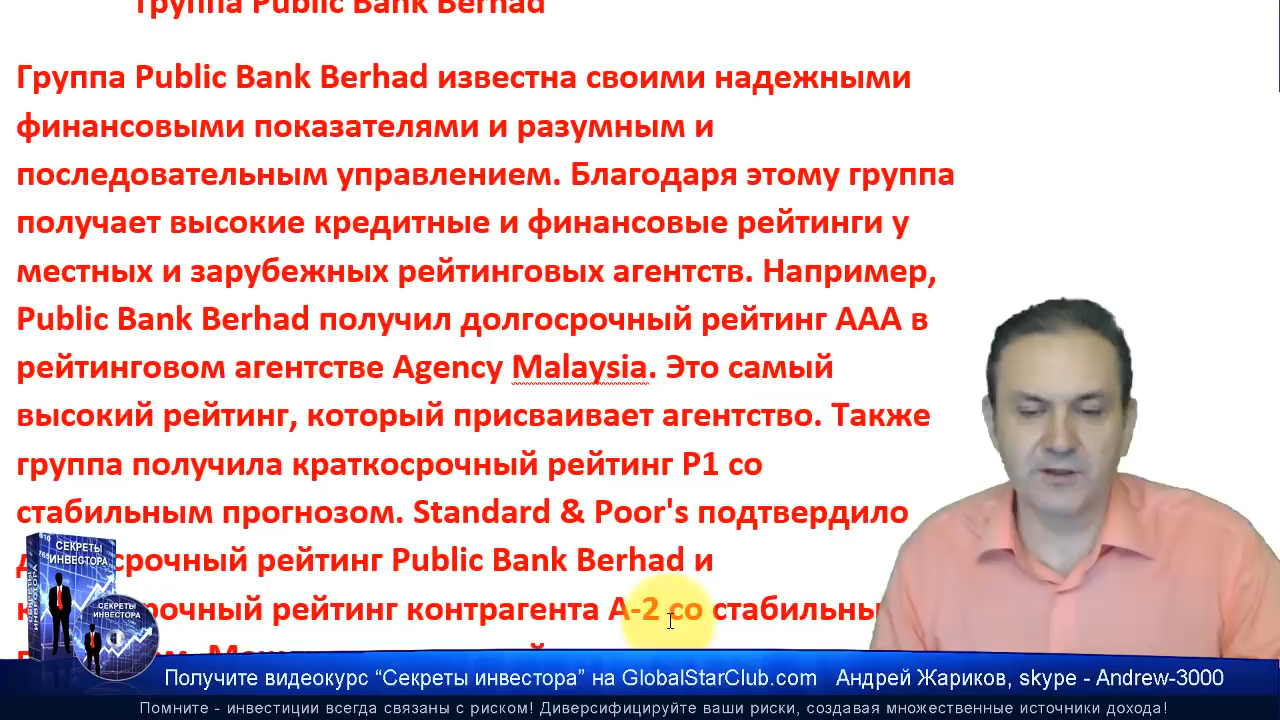 Группа Public Bank Berhad
Группа Public Bank Berhad известна своими надежными
финансовыми показателями и разумным и
последовательным управлением. Благодаря этому группа
получает высокие кредитные и финансовые рейтинги у
местных и зарубежных рейтинговых агентств. Например,
Public Bank Berhad получил долгосрочный рейтинг AAA в
рейтинговом агентстве Agency Malaysia. Это самый
высокий рейтинг, который присваивает агентство. Также
группа получила краткосрочный рейтинг P1 со
стабильным прогнозом. Standard & Poor's подтвердило
рейтинг Public Bank Berhad и
рейтинг контрагента A-2 со
СЕКРЕТЫ
ИНВЕСТОРА
СЕКРЕТЫ
ИНВЕСТОРА
Получите видеокурс “Секреты инвестора” на GlobalStarClub.com Андрей Жариков, skype - Andrew-3000
Помните - инвестиции всегда связаны с риском! Диверсифицируйте ваши риски, создавая множественные источники дохода!